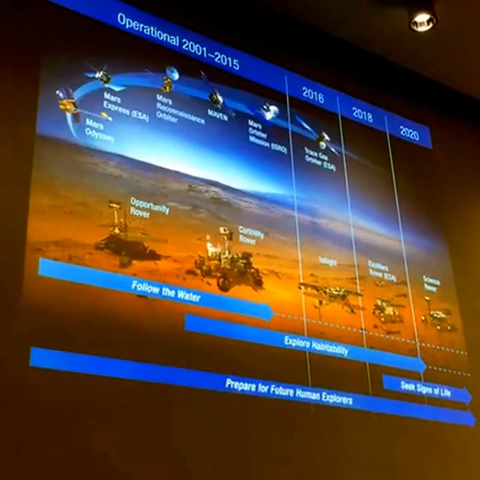 Operational 2001–2015
2016
2018
2020
Mars
Odyssey
Mars
Express (ESA)
Mars
Reconnaissance
Orbiter
MAVEN
Mars
Orbiter
Mission (ISRO)
Trace Gas
Orbiter (ESA)
Opportunity
Rover
Curiosity
Rover
InSight
ExoMars
Rover (ESA)
Science
Rover
Follow the Water
Explore Habitability
Seek Signs of Life
Prepare for Future Human Explorers